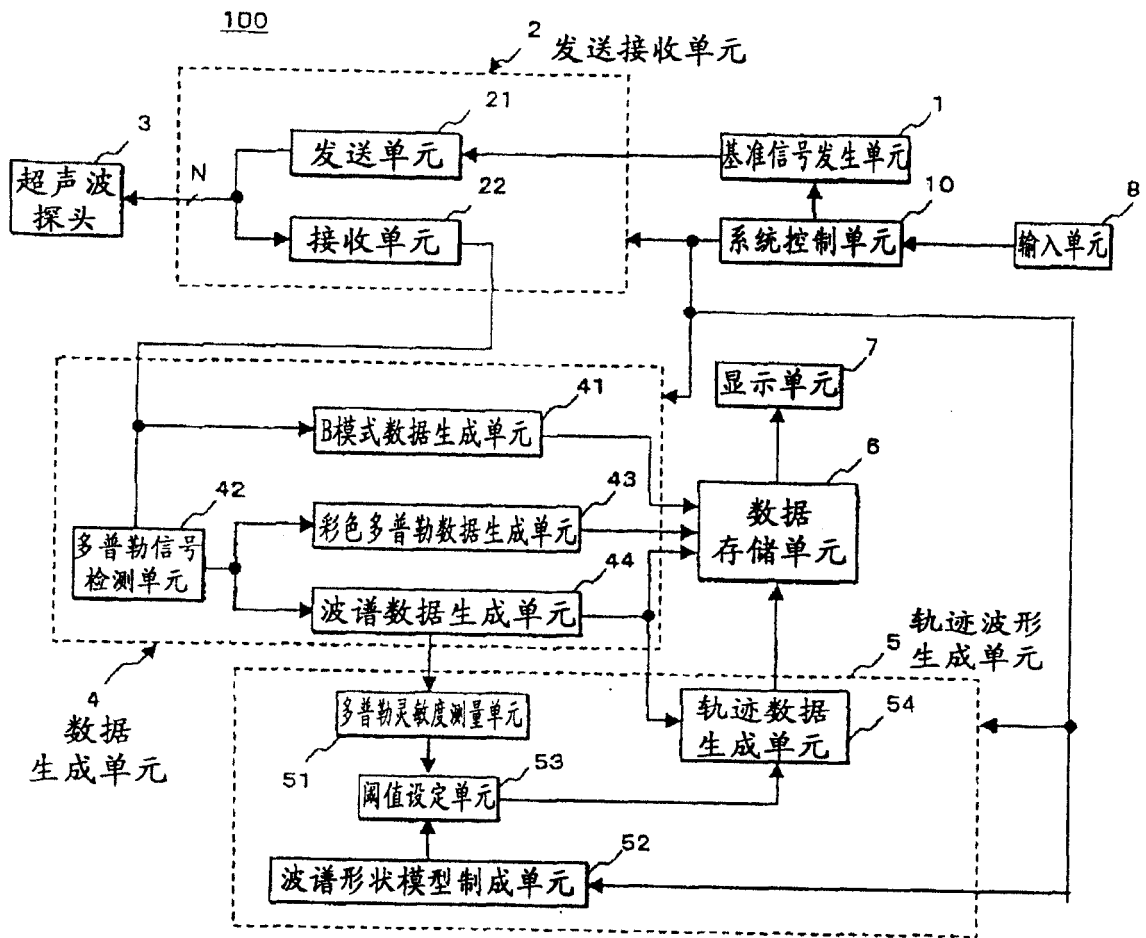 100
2
发送接收单元
21
发送单元
1
基准信号发生单元
3
超声波
探头
N
22
接收单元
10
系统控制单元
8
输入单元
7
显示单元
41
B模式数据生成单元
6
数据
存储单元
42
多普勒信号
检测单元
43
彩色多普勒数据生成单元
44
波谱数据生成单元
4
数据
生成单元
5
轨迹波形
生成单元
51
多普勒灵敏度测量单元
54
轨迹数据
生成单元
53
阈值设定单元
52
波谱形状模型制成单元